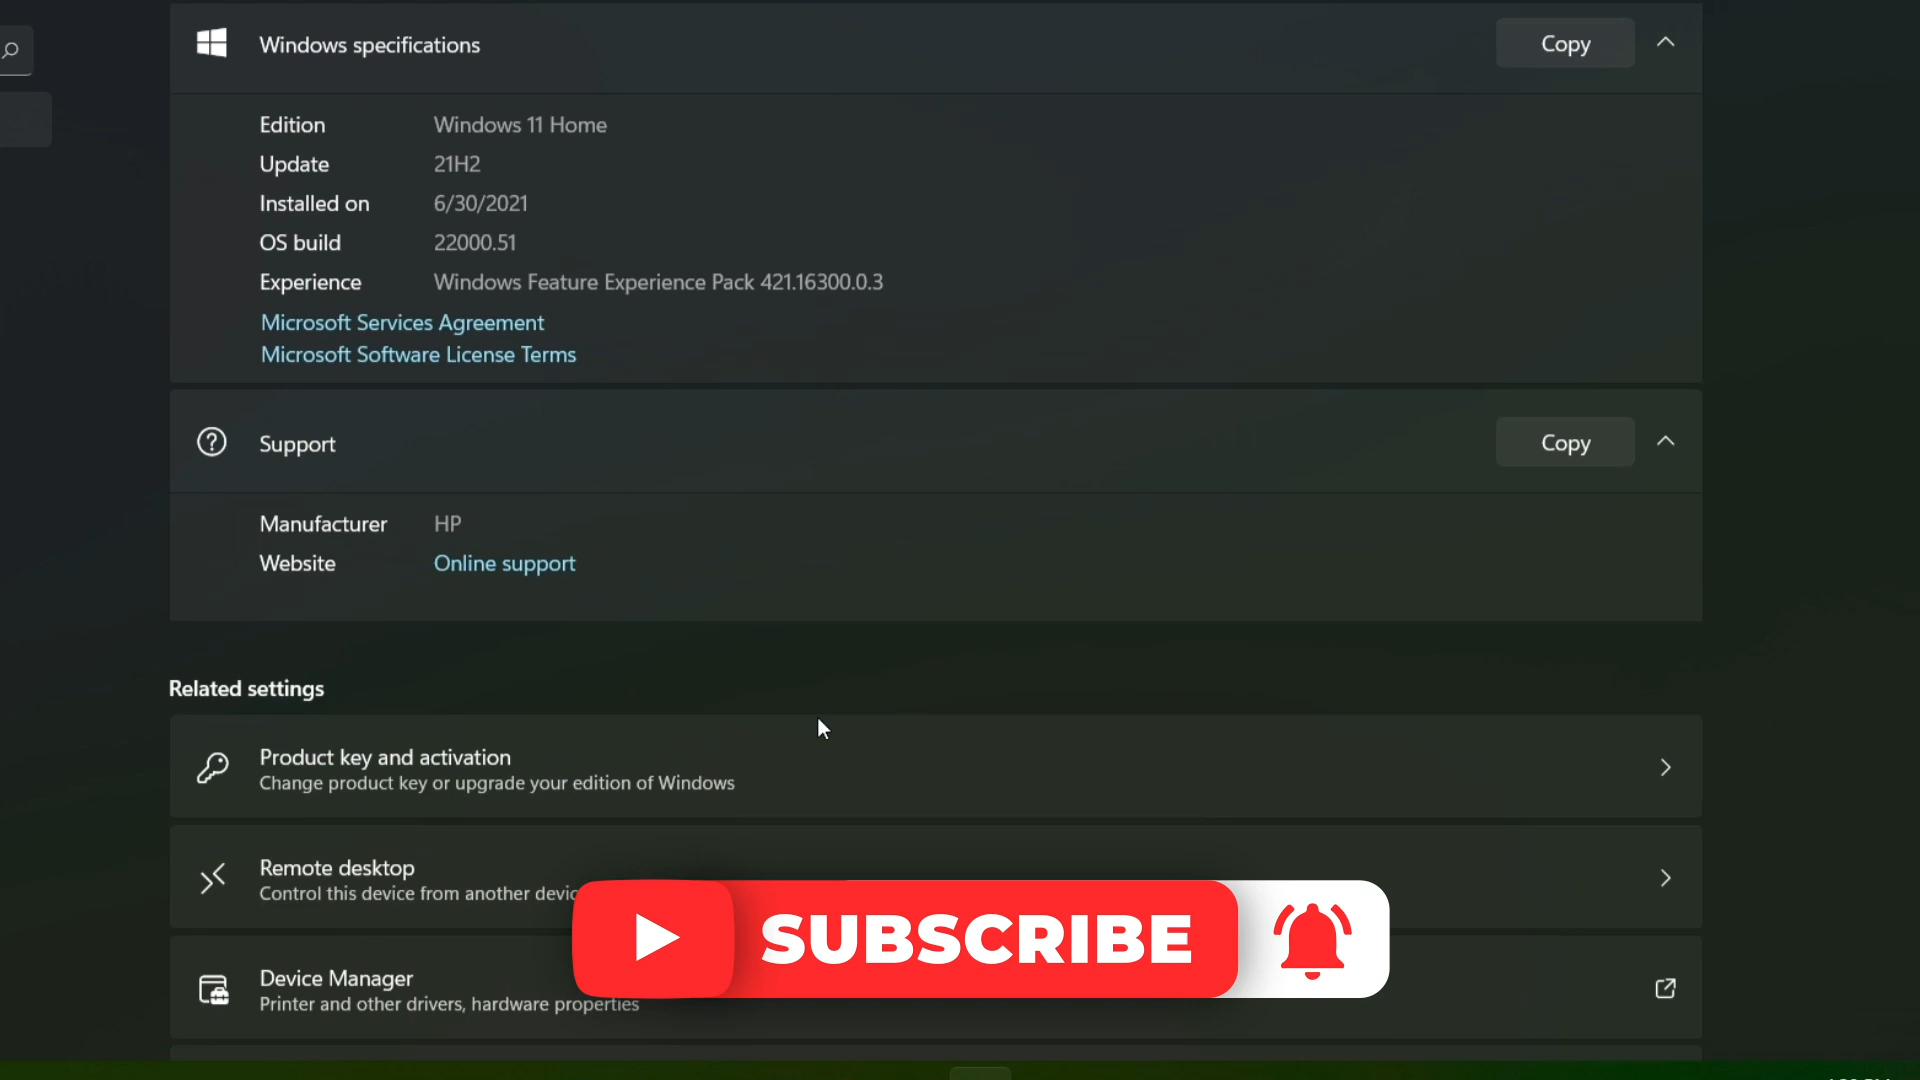 Windows specifications
Copy
Edition Windows 11 Home
Update 21H2
Installed on 6/30/2021
OS build 22000.51
Experience Windows Feature Experience Pack 421.16300.0.3
Microsoft Services Agreement
Microsoft Software License Terms
Support
Copy
Manufacturer HP
Website Online support
Related settings
Product key and activation
Change product key or upgrade your edition of Windows
Remote desktop
Control this device from another
SUBSCRIBE
Device Manager
Printer and other drivers, hardware properties